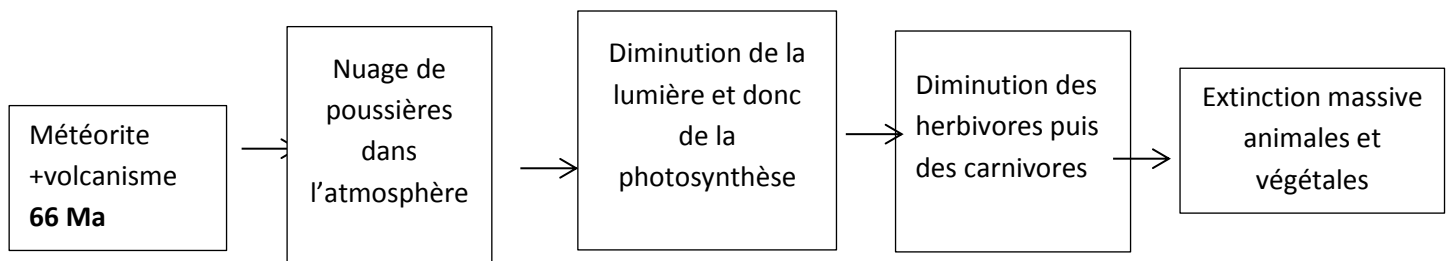 Météorite
+volcanisme
66 Ma
Nuage de
poussières
dans
l’atmosphère
Diminution de la
lumière et donc
de la
photosynthèse
Diminution des
herbivores puis
des carnivores
Extinction massive
animales et
végétales